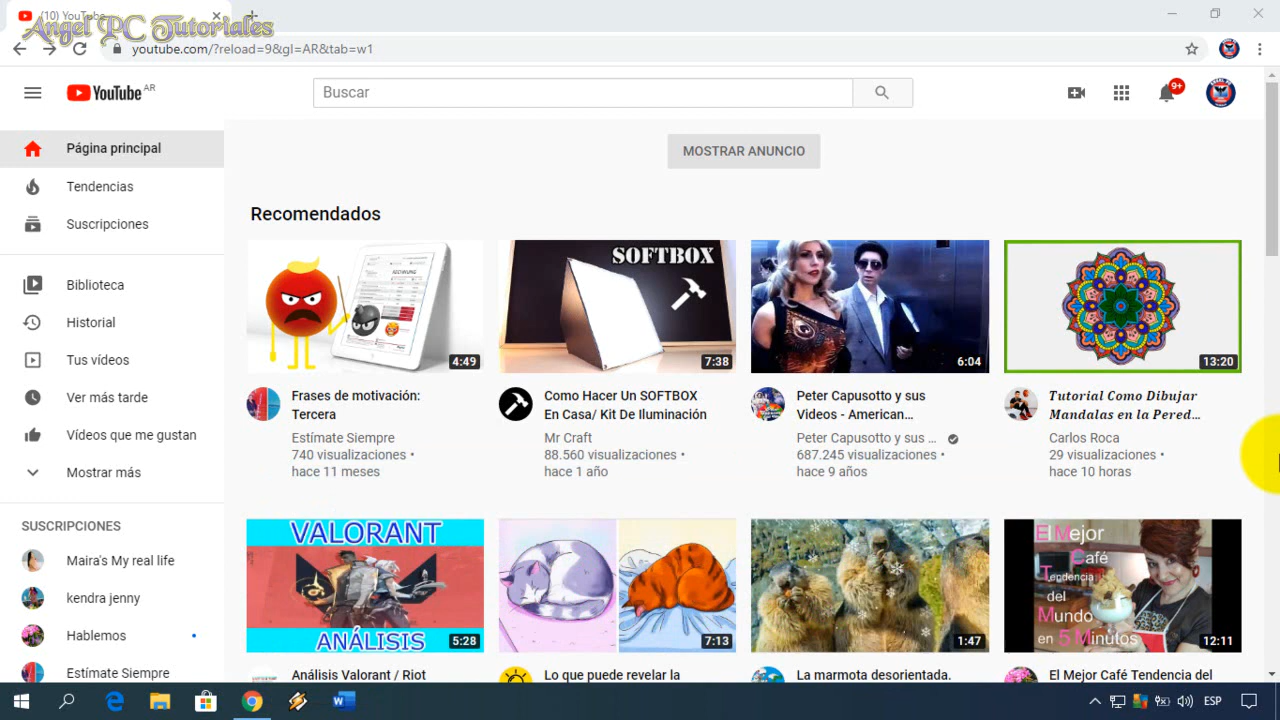 (10) YouTube
Angel PC Tutoriales
youtube.com/?reload=9&gl=AR&tab=w1
YouTube AR
Buscar
9+
Página principal
Tendencias
Suscripciones
Biblioteca
Historial
Tus vídeos
Ver más tarde
Vídeos que me gustan
Mostrar más
SUSCRIPCIONES
Maira's My real life
kendra jenny
Hablemos
Estímate Siempre
MOSTRAR ANUNCIO
Recomendados
4:49
Frases de motivación:
Tercera
Estímate Siempre
740 visualizaciones •
hace 11 meses
SOFTBOX
7:38
Como Hacer Un SOFTBOX
En Casa/ Kit De Iluminación
Mr Craft
88.560 visualizaciones •
hace 1 año
6:04
Peter Capusotto y sus
Videos - American...
Peter Capusotto y sus ...
687.245 visualizaciones •
hace 9 años
13:20
Tutorial Como Dibujar
Mandalas en la Pered...
Carlos Roca
29 visualizaciones •
hace 10 horas
VALORANT
ANÁLISIS
5:28
Análisis Valorant / Riot
7:13
Lo que puede revelar la
1:47
La marmota desorientada.
El Mejor
Café
Tendencia
del
Mundo
en 5 Minutos
12:11
El Mejor Café Tendencia del
ESP